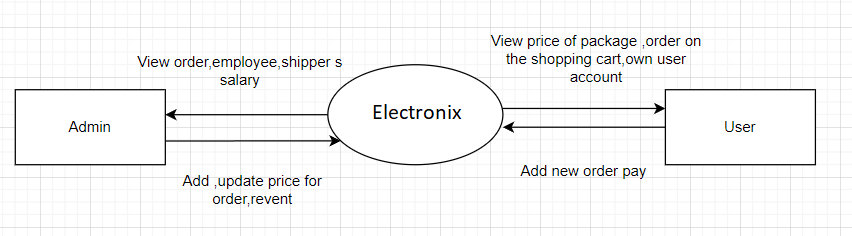 View order,employee,shipper s
salary
Admin
Add ,update price for
order,revent
Electronix
View price of package ,order on
the shopping cart,own user
account
User
Add new order pay